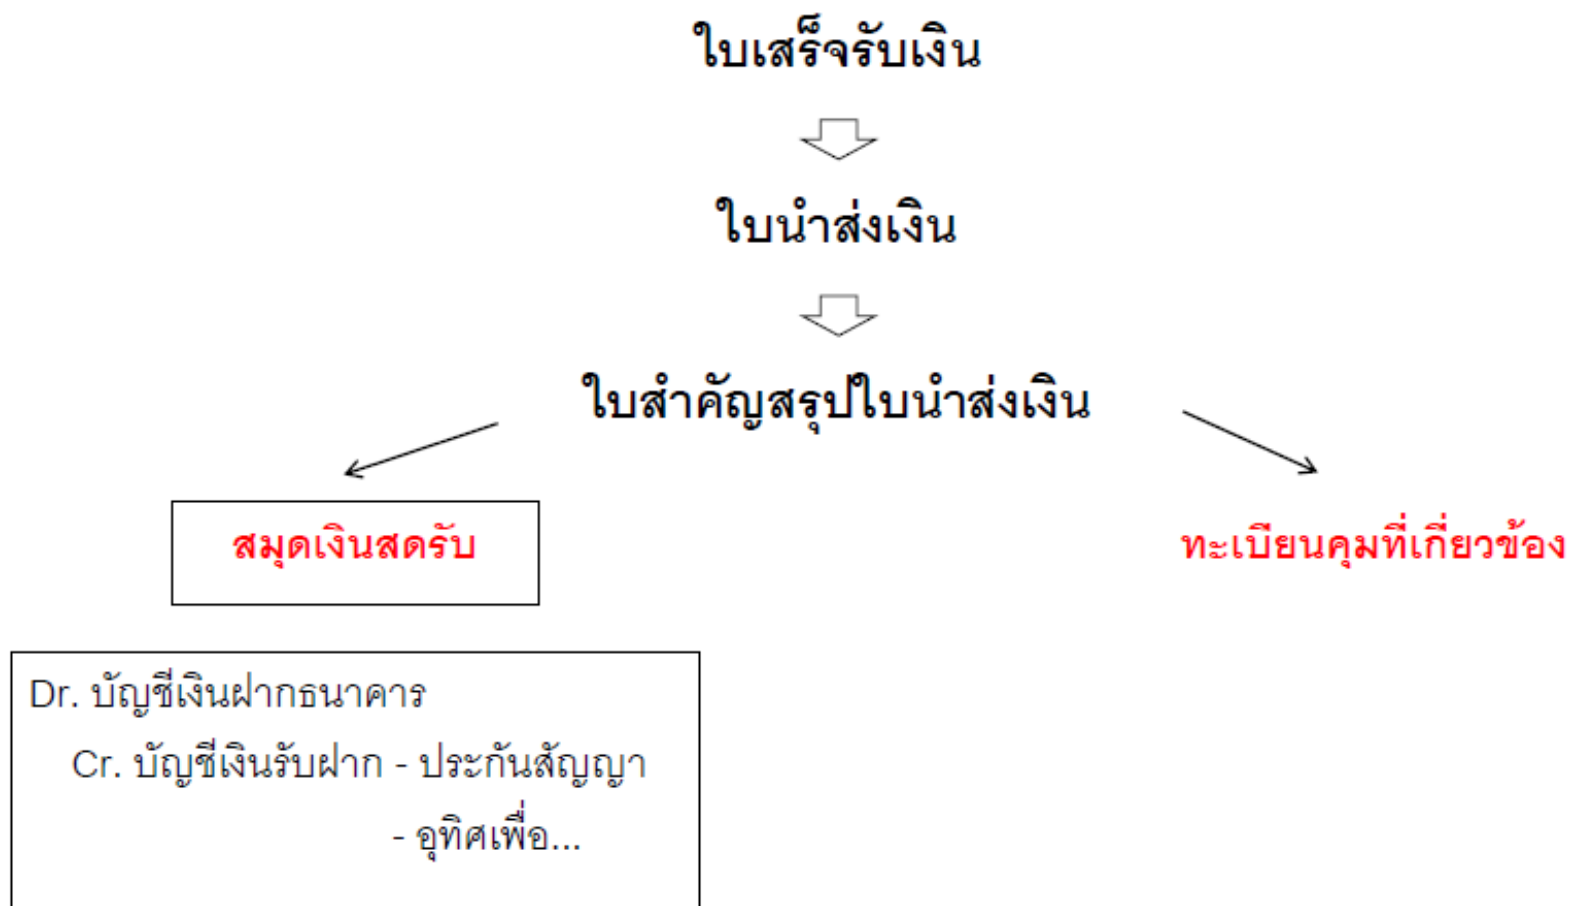 ใบเสร็จรับเงิน
ใบนำส่งเงิน
ใบสำคัญสรุปใบนำส่งเงิน
สมุดเงินสดรับ
ทะเบียนคุมที่เกี่ยวข้อง
Dr. บัญชีเงินฝากธนาคาร
Cr. บัญชีเงินรับฝาก - ประกันสัญญา
- อุทิศเพื่อ...